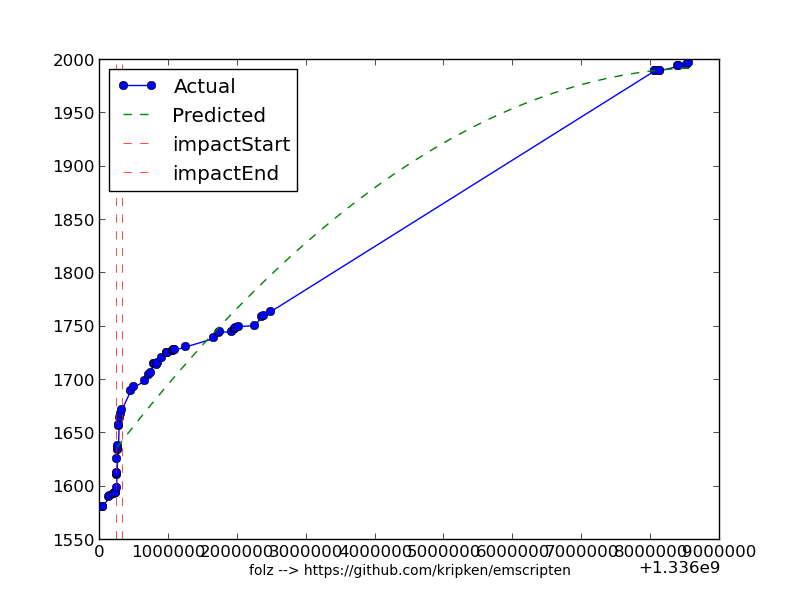 2000
1950
1900
1850
1800
1750
1700
1650
1600
1550
Actual
Predicted
impactStart
impactEnd
0 1000000 2000000 3000000 4000000 5000000 6000000 7000000 8000000 9000000
folz --> https://github.com/kripken/emscripten
+1.336e9